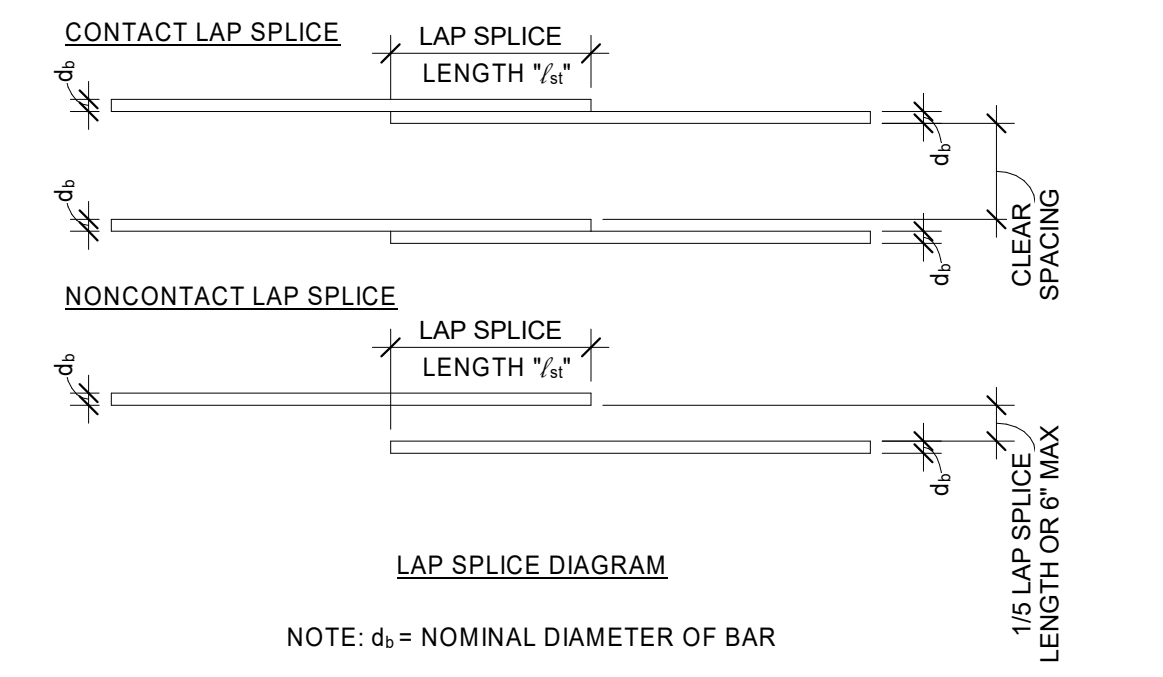 CONTACT LAP SPLICE
LAP SPLICE
LENGTH "ℓst"
db
db
db
db
CLEAR
SPACING
NONCONTACT LAP SPLICE
LAP SPLICE
LENGTH "ℓst"
db
db
1/5 LAP SPLICE
LENGTH OR 6" MAX
LAP SPLICE DIAGRAM
NOTE: db = NOMINAL DIAMETER OF BAR